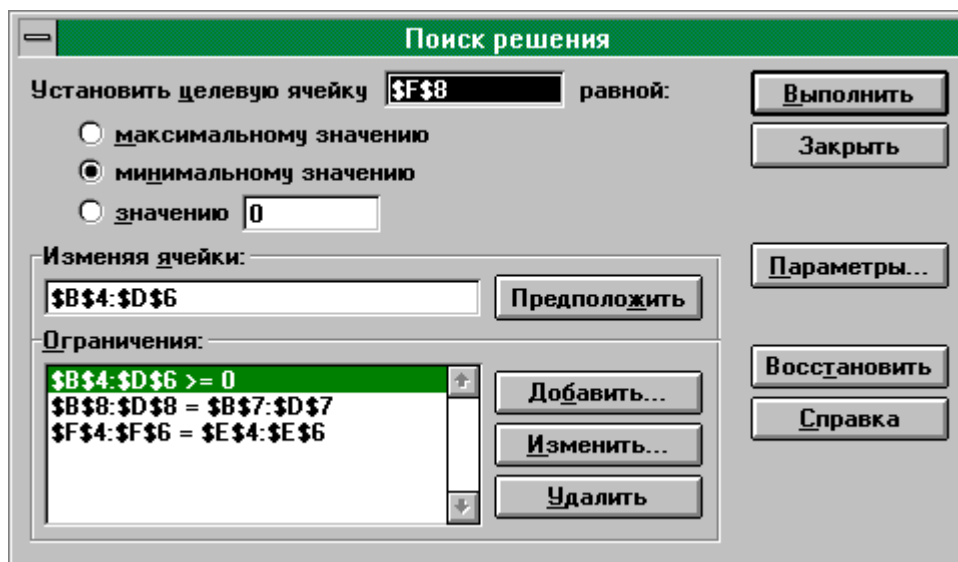 Поиск решения
Установить целевую ячейку $F$8 равной:
максимальному значению
минимальному значению
значению 0
Изменяя ячейки:
$B$4:$D$6
Предположить
Ограничения:
$B$4:$D$6 >= 0
$B$8:$D$8 = $B$7:$D$7
$F$4:$F$6 = $E$4:$E$6
Добавить...
Изменить...
Удалить
Выполнить
Закрыть
Параметры...
Восстановить
Справка